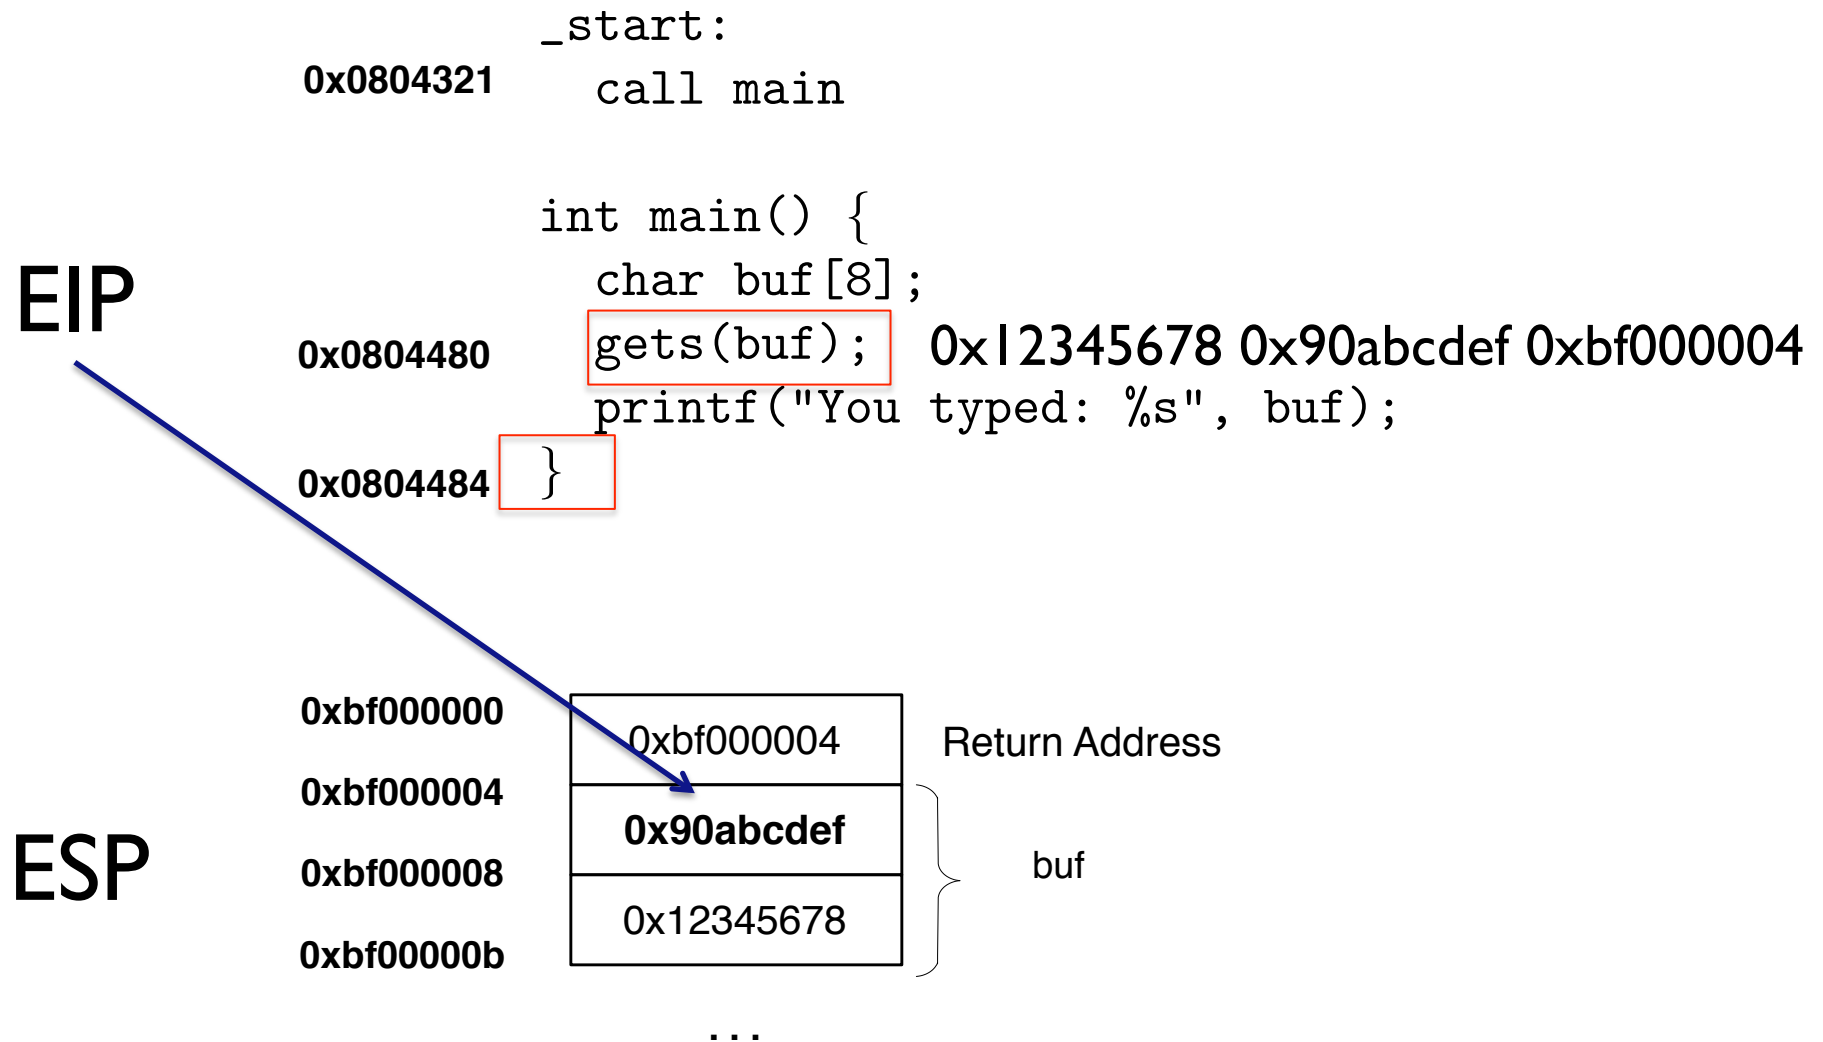 _start:
0x0804321 call main
int main() {
EIP
char buf[8];
0x0804480 gets(buf); 0x12345678 0x90abcdef 0xbf000004
printf("You typed: %s", buf);
0x0804484 }
0xbf000000
0xbf000004 Return Address
0xbf000004
0x90abcdef
ESP
0xbf000008 buf
0x12345678
0xbf00000b
...